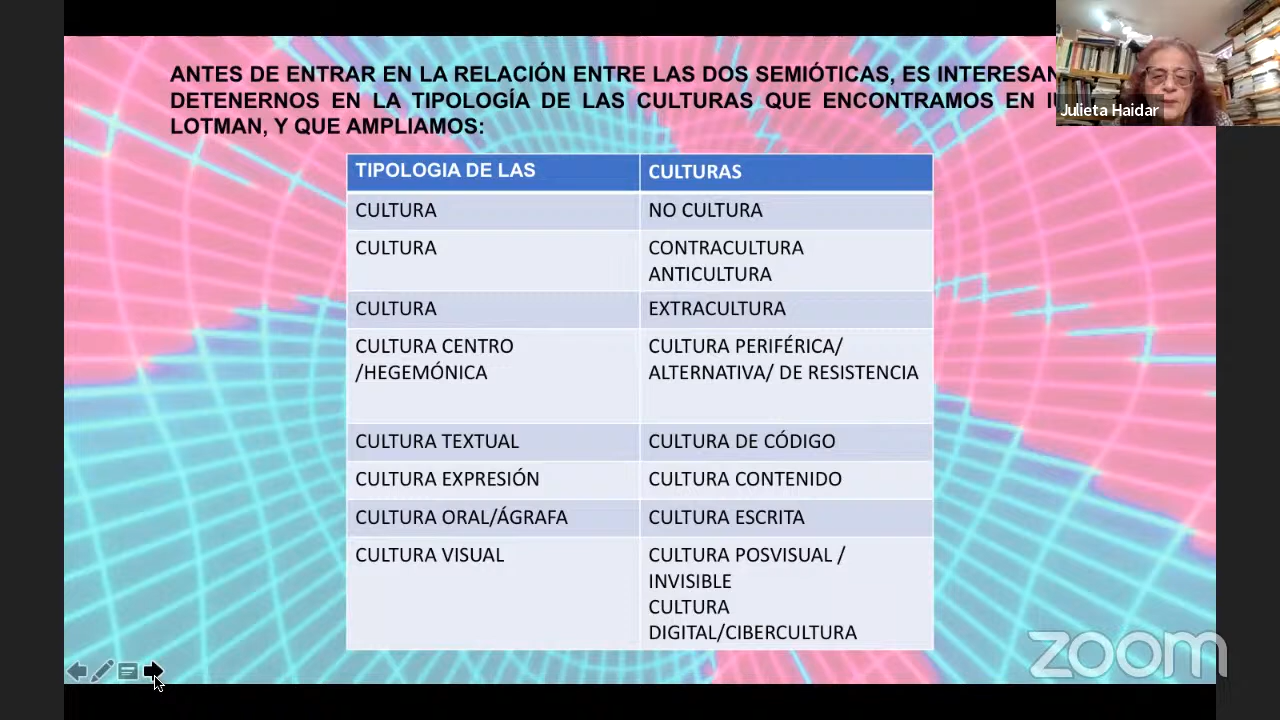 ANTES DE ENTRAR EN LA RELACIÓN ENTRE LAS DOS SEMIÓTICAS, ES
DETENERNOS EN LA TIPOLOGÍA DE LAS CULTURAS QUE ENCONTRAMOS EN
LOTMAN, Y QUE AMPLIAMOS:
Julieta Haidar
TIPOLOGIA DE LAS CULTURAS
CULTURA NO CULTURA
CULTURA CONTRACULTURA
ANTICULTURA
CULTURA EXTRACULTURA
CULTURA CENTRO CULTURA PERIFÉRICA/
/HEGEMÓNICA ALTERNATIVA/ DE RESISTENCIA
CULTURA TEXTUAL CULTURA DE CÓDIGO
CULTURA EXPRESIÓN CULTURA CONTENIDO
CULTURA ORAL/ÁGRAFA CULTURA ESCRITA
CULTURA VISUAL CULTURA POSVISUAL /
INVISIBLE
CULTURA
DIGITAL/CIBERCULTURA
zoom